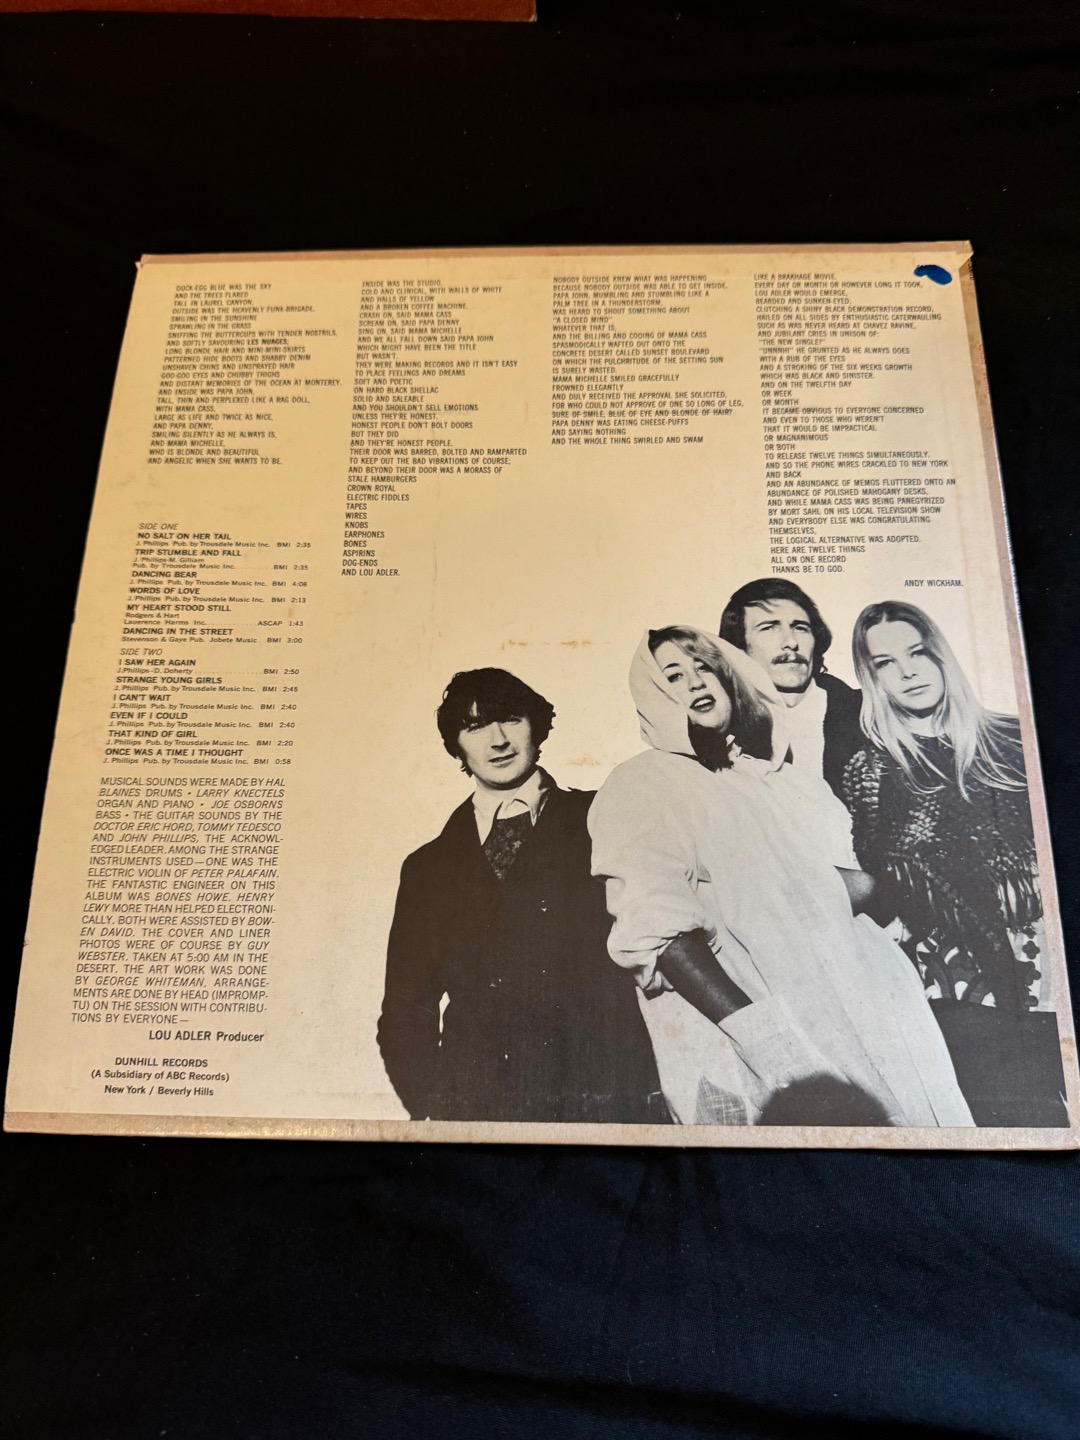 DUCK-EGG BLUE WAS THE SKY
AND THE TREES FLARED
TALL IN LAUREL CANYON,
OUTSIDE WAS THE HEAVENLY FUNK-BRIGADE.
SMILING IN THE SUNSHINE
SPRAWLING IN THE GRASS
SNIFFING THE BUTTERCUPS WITH TENDER NOSTRILS,
AND SOFTLY SAVOURING LES NUAGES;
LONG BLONDE HAIR AND MINI-MINI-SKIRTS
PATTERNED HIDE BOOTS AND SHABBY DENIM
UNSHAVEN CHINS AND UNSPRAYED HAIR
GOO-GOO EYES AND CHUBBY THIGHS
AND DISTANT MEMORIES OF THE OCEAN AT MONTEREY.
AND INSIDE WAS PAPA JOHN,
TALL, THIN AND PERPLEXED LIKE A RAG DOLL,
WITH MAMA CASS,
LARGE AS LIFE AND TWICE AS NICE,
AND PAPA DENNY,
SMILING SILENTLY AS HE ALWAYS IS,
AND MAMA MICHELLE,
WHO IS BLONDE AND BEAUTIFUL
AND ANGELIC WHEN SHE WANTS TO BE.
INSIDE WAS THE STUDIO,
COLD AND CLINICAL, WITH WALLS OF WHITE
AND HALLS OF YELLOW
AND A BROKEN COFFEE MACHINE.
CRASH ON, SAID MAMA CASS
SCREAM ON, SAID PAPA DENNY
SING ON, SAID MAMA MICHELLE
AND WE ALL FALL DOWN SAID PAPA JOHN
WHICH MIGHT HAVE BEEN THE TITLE
BUT WASN'T.
THEY WERE MAKING RECORDS AND IT ISN'T EASY
TO PLACE FEELINGS AND DREAMS
SOFT AND POETIC
ON HARD BLACK SHELLAC
SOLID AND SALEABLE
AND YOU SHOULDN'T SELL EMOTIONS
UNLESS THEY'RE HONEST.
HONEST PEOPLE DON'T BOLT DOORS
BUT THEY DID
AND THEY'RE HONEST PEOPLE.
THEIR DOOR WAS BARRED, BOLTED AND RAMPARTED
TO KEEP OUT THE BAD VIBRATIONS OF COURSE;
AND BEYOND THEIR DOOR WAS A MORASS OF
STALE HAMBURGERS
CROWN ROYAL
ELECTRIC FIDDLES
TAPES
WIRES
KNOBS
EARPHONES
BONES
ASPIRINS
DOG-ENDS
AND LOU ADLER.
NOBODY OUTSIDE KNEW WHAT WAS HAPPENING
BECAUSE NOBODY OUTSIDE WAS ABLE TO GET INSIDE.
PAPA JOHN, MUMBLING AND STUMBLING LIKE A
PALM TREE IN A THUNDERSTORM,
WAS HEARD TO SHOUT SOMETHING ABOUT
"A CLOSED MIND"
WHATEVER THAT IS,
AND THE BILLING AND COOING OF MAMA CASS
SPASMODICALLY WAFTED OUT ONTO THE
CONCRETE DESERT CALLED SUNSET BOULEVARD
ON WHICH THE PULCHRITUDE OF THE SETTING SUN
IS SURELY WASTED.
MAMA MICHELLE SMILED GRACEFULLY
FROWNED ELEGANTLY
AND DULY RECEIVED THE APPROVAL SHE SOLICITED,
FOR WHO COULD NOT APPROVE OF ONE SO LONG OF LEG,
SURE OF SMILE, BLUE OF EYE AND BLONDE OF HAIR?
PAPA DENNY WAS EATING CHEESE-PUFFS
AND SAYING NOTHING
AND THE WHOLE THING SWIRLED AND SWAM
LIKE A BRAKHAGE MOVIE.
EVERY DAY OR MONTH OR HOWEVER LONG IT TOOK,
LOU ADLER WOULD EMERGE,
BEARDED AND SUNKEN-EYED,
CLUTCHING A SHINY BLACK DEMONSTRATION RECORD,
HAILED ON ALL SIDES BY ENTHUSIASTIC CATERWAULING
SUCH AS WAS NEVER HEARD AT CHAVEZ RAVINE,
AND JUBILANT CRIES IN UNISON OF:
"THE NEW SINGLE!"
"UNNNH!" HE GRUNTED AS HE ALWAYS DOES
WITH A RUB OF THE EYES
AND A STROKING OF THE SIX WEEKS GROWTH
WHICH WAS BLACK AND SINISTER.
AND ON THE TWELFTH DAY
OR WEEK
OR MONTH
IT BECAME OBVIOUS TO EVERYONE CONCERNED
AND EVEN TO THOSE WHO WEREN'T
THAT IT WOULD BE IMPRACTICAL
OR MAGNANIMOUS
OR BOTH
TO RELEASE TWELVE THINGS SIMULTANEOUSLY.
AND SO THE PHONE WIRES CRACKLED TO NEW YORK
AND BACK
AND AN ABUNDANCE OF MEMOS FLUTTERED ONTO AN
ABUNDANCE OF POLISHED MAHOGANY DESKS,
AND WHILE MAMA CASS WAS BEING PANEGYRIZED
BY MORT SAHL ON HIS LOCAL TELEVISION SHOW
AND EVERYBODY ELSE WAS CONGRATULATING
THEMSELVES,
THE LOGICAL ALTERNATIVE WAS ADOPTED.
HERE ARE TWELVE THINGS
ALL ON ONE RECORD
THANKS BE TO GOD.
ANDY WICKHAM.
SIDE ONE
NO SALT ON HER TAIL
J. Phillips Pub. by Trousdale Music Inc. BMI 2:35
TRIP STUMBLE AND FALL
J. Phillips-M. Gilliam
Pub. by Trousdale Music Inc. BMI 2:35
DANCING BEAR
J. Phillips Pub. by Trousdale Music Inc. BMI 4:08
WORDS OF LOVE
J. Phillips Pub. by Trousdale Music Inc. BMI 2:13
MY HEART STOOD STILL
Rodgers & Hart
Lauerence Harms Inc. ASCAP 1:43
DANCING IN THE STREET
Stevenson & Gaye Pub. Jobete Music BMI 3:00
SIDE TWO
I SAW HER AGAIN
J. Phillips-D. Doherty BMI 2:50
STRANGE YOUNG GIRLS
J. Phillips Pub. by Trousdale Music Inc. BMI 2:45
I CAN'T WAIT
J. Phillips Pub. by Trousdale Music Inc. BMI 2:40
EVEN IF I COULD
J. Phillips Pub. by Trousdale Music Inc. BMI 2:40
THAT KIND OF GIRL
J. Phillips Pub. by Trousdale Music Inc. BMI 2:20
ONCE WAS A TIME I THOUGHT
J. Phillips Pub. by Trousdale Music Inc. BMI 0:58
MUSICAL SOUNDS WERE MADE BY HAL
BLAINES DRUMS • LARRY KNECTELS
ORGAN AND PIANO • JOE OSBORNS
BASS • THE GUITAR SOUNDS BY THE
DOCTOR ERIC HORD, TOMMY TEDESCO
AND JOHN PHILLIPS, THE ACKNOWL-
EDGED LEADER. AMONG THE STRANGE
INSTRUMENTS USED—ONE WAS THE
ELECTRIC VIOLIN OF PETER PALAFAIN.
THE FANTASTIC ENGINEER ON THIS
ALBUM WAS BONES HOWE. HENRY
LEWY MORE THAN HELPED ELECTRONI-
CALLY. BOTH WERE ASSISTED BY BOW-
EN DAVID. THE COVER AND LINER
PHOTOS WERE OF COURSE BY GUY
WEBSTER. TAKEN AT 5:00 AM IN THE
DESERT. THE ART WORK WAS DONE
BY GEORGE WHITEMAN, ARRANGE-
MENTS ARE DONE BY HEAD (IMPROMP-
TU) ON THE SESSION WITH CONTRIBU-
TIONS BY EVERYONE—
LOU ADLER Producer
DUNHILL RECORDS
(A Subsidiary of ABC Records)
New York / Beverly Hills